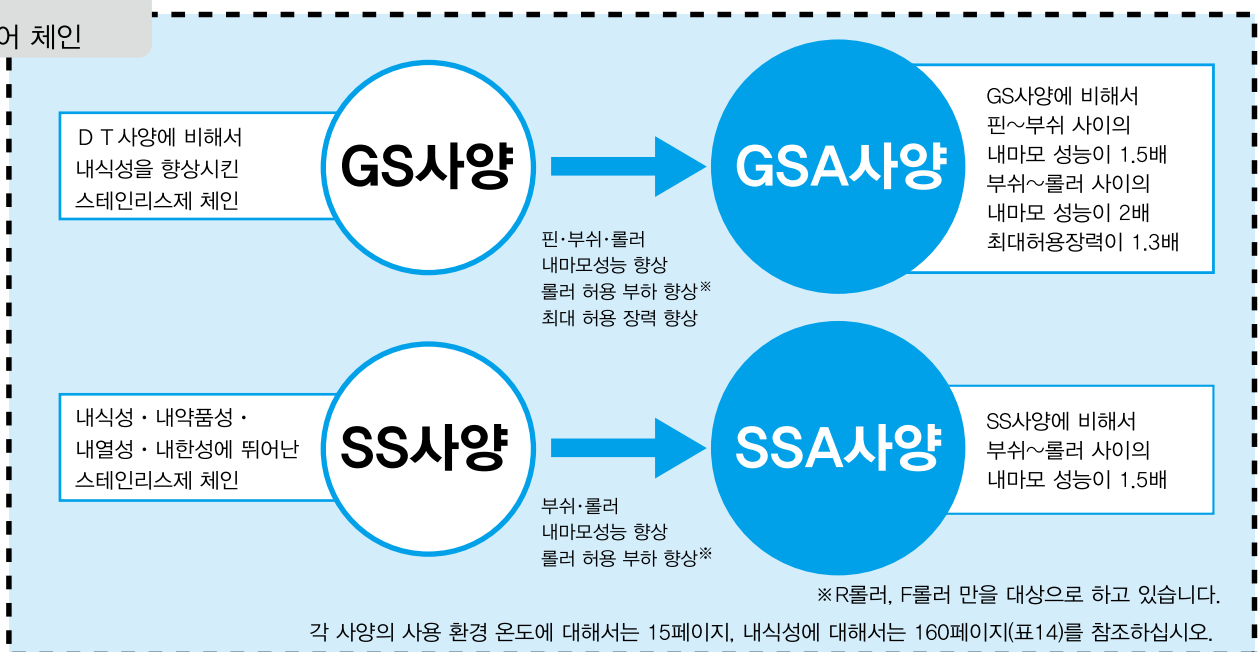 체인
ＤＴ사양에 비해서
내식성을 향상시킨
스테인리스제 체인
GS사양
핀·부쉬·롤러
내마모성능 향상
롤러 허용 부하 향상※
최대 허용 장력 향상
GSA사양
GS사양에 비해서
핀～부쉬 사이의
내마모 성능이 1.5배
부쉬～롤러 사이의
내마모 성능이 2배
최대허용장력이 1.3배
내식성・내약품성・
내열성・내한성에 뛰어난
스테인리스제 체인
SS사양
부쉬·롤러
내마모성능 향상
롤러 허용 부하 향상※
SSA사양
SS사양에 비해서
부쉬～롤러 사이의
내마모 성능이 1.5배
※R롤러, F롤러 만을 대상으로 하고 있습니다.
각 사양의 사용 환경 온도에 대해서는 15페이지, 내식성에 대해서는 160페이지(표14)를 참조하십시오.